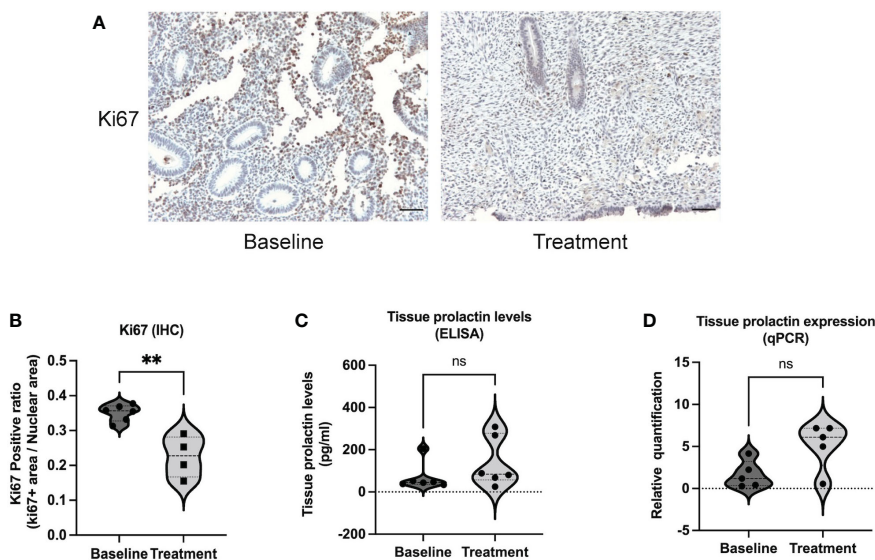 A
Ki67
Baseline
Treatment
B
Ki67 (IHC)
**
Ki67 Positive ratio
(ki67+ area / Nuclear area)
0.5
0.4
0.3
0.2
0.1
0.0
Baseline Treatment
C
Tissue prolactin levels
(ELISA)
ns
Tissue prolactin levels
(pg/ml)
600
400
200
0
-200
Baseline
Treatment
D
Tissue prolactin expression
(qPCR)
ns
Relative quantification
15
10
5
0
-5
Baseline
Treatment